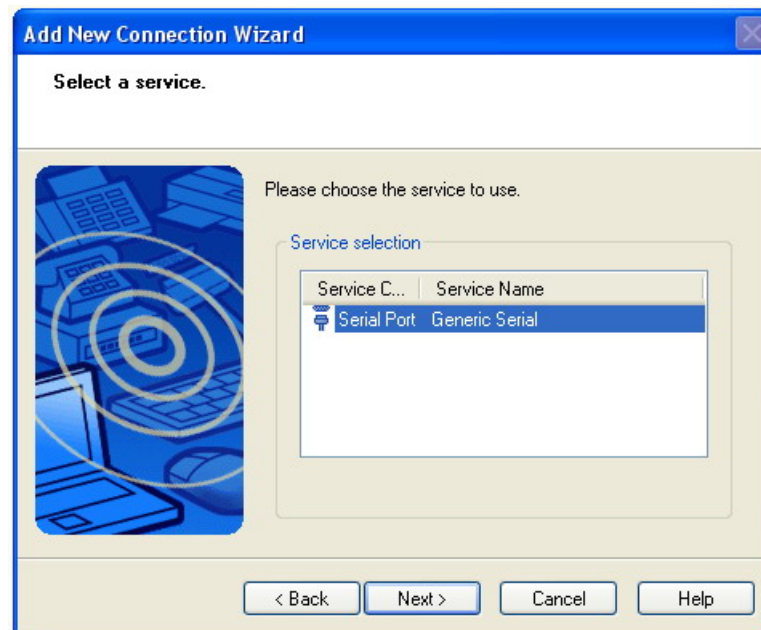 Add New Connection Wizard
Select a service.
Please choose the service to use.
Service selection
Service C... Service Name
Serial Port Generic Serial
< Back Next > Cancel Help